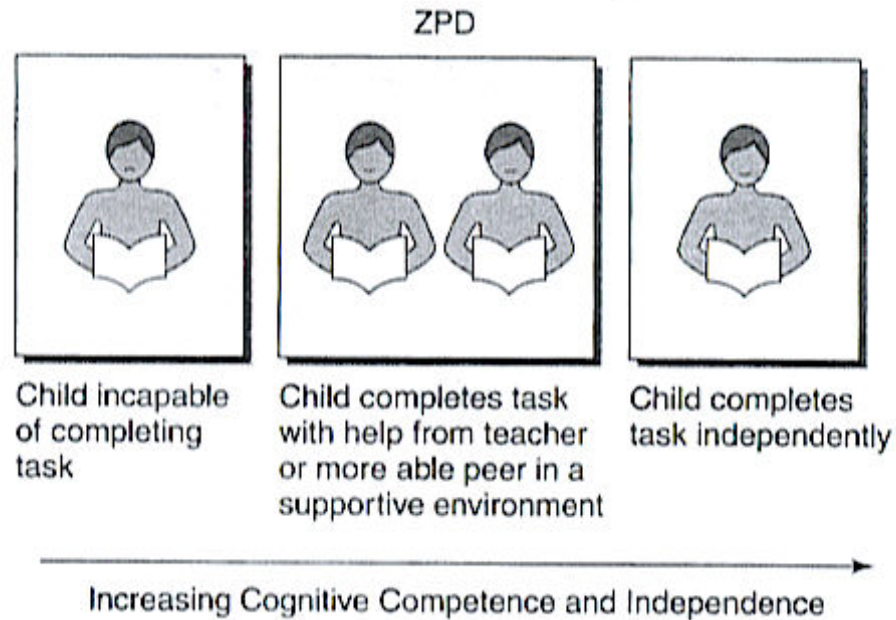 ZPD
Child incapable
of completing
task
Child completes task
with help from teacher
or more able peer in a
supportive environment
Child completes
task independently
Increasing Cognitive Competence and Independence